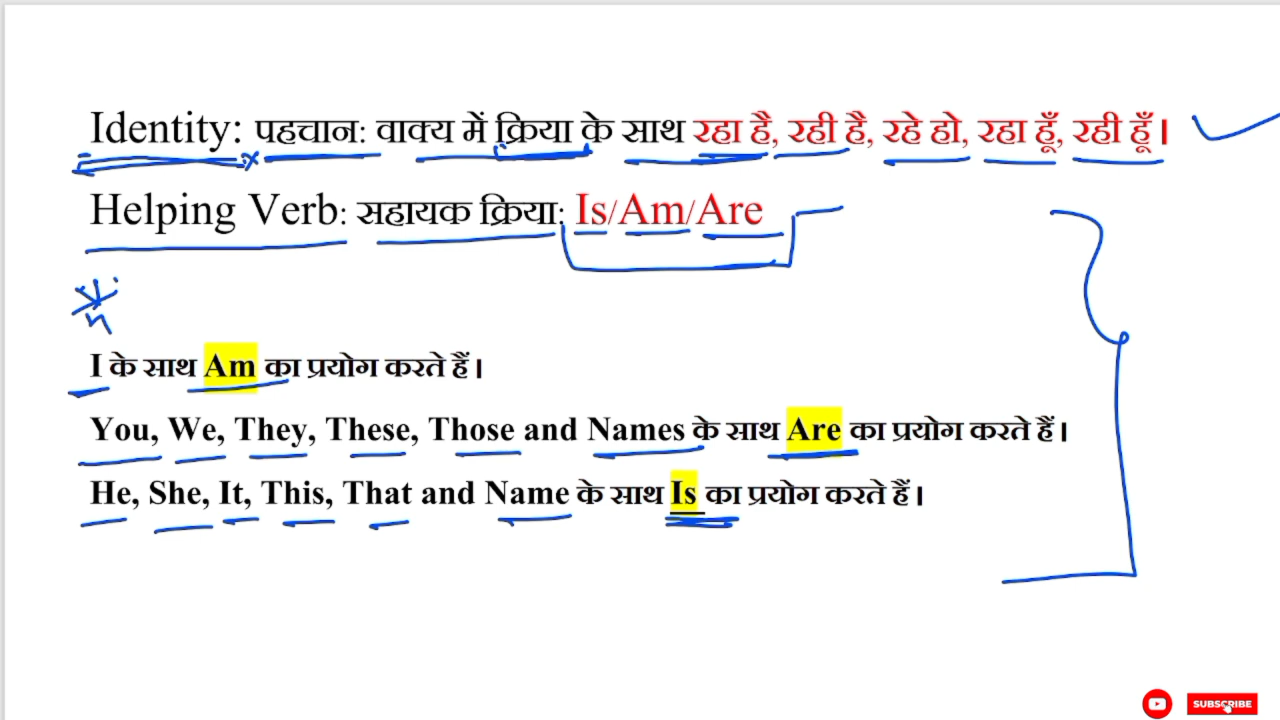 Identity: पहचान: वाक्य में क्रिया के साथ रहा है, रही है, रहे हो, रहा हूँ, रही हूँ।
Helping Verb: सहायक क्रिया: Is/Am/Are
I के साथ Am का प्रयोग करते हैं।
You, We, They, These, Those and Names के साथ Are का प्रयोग करते हैं।
He, She, It, This, That and Name के साथ Is का प्रयोग करते हैं।
SUBSCRIBE